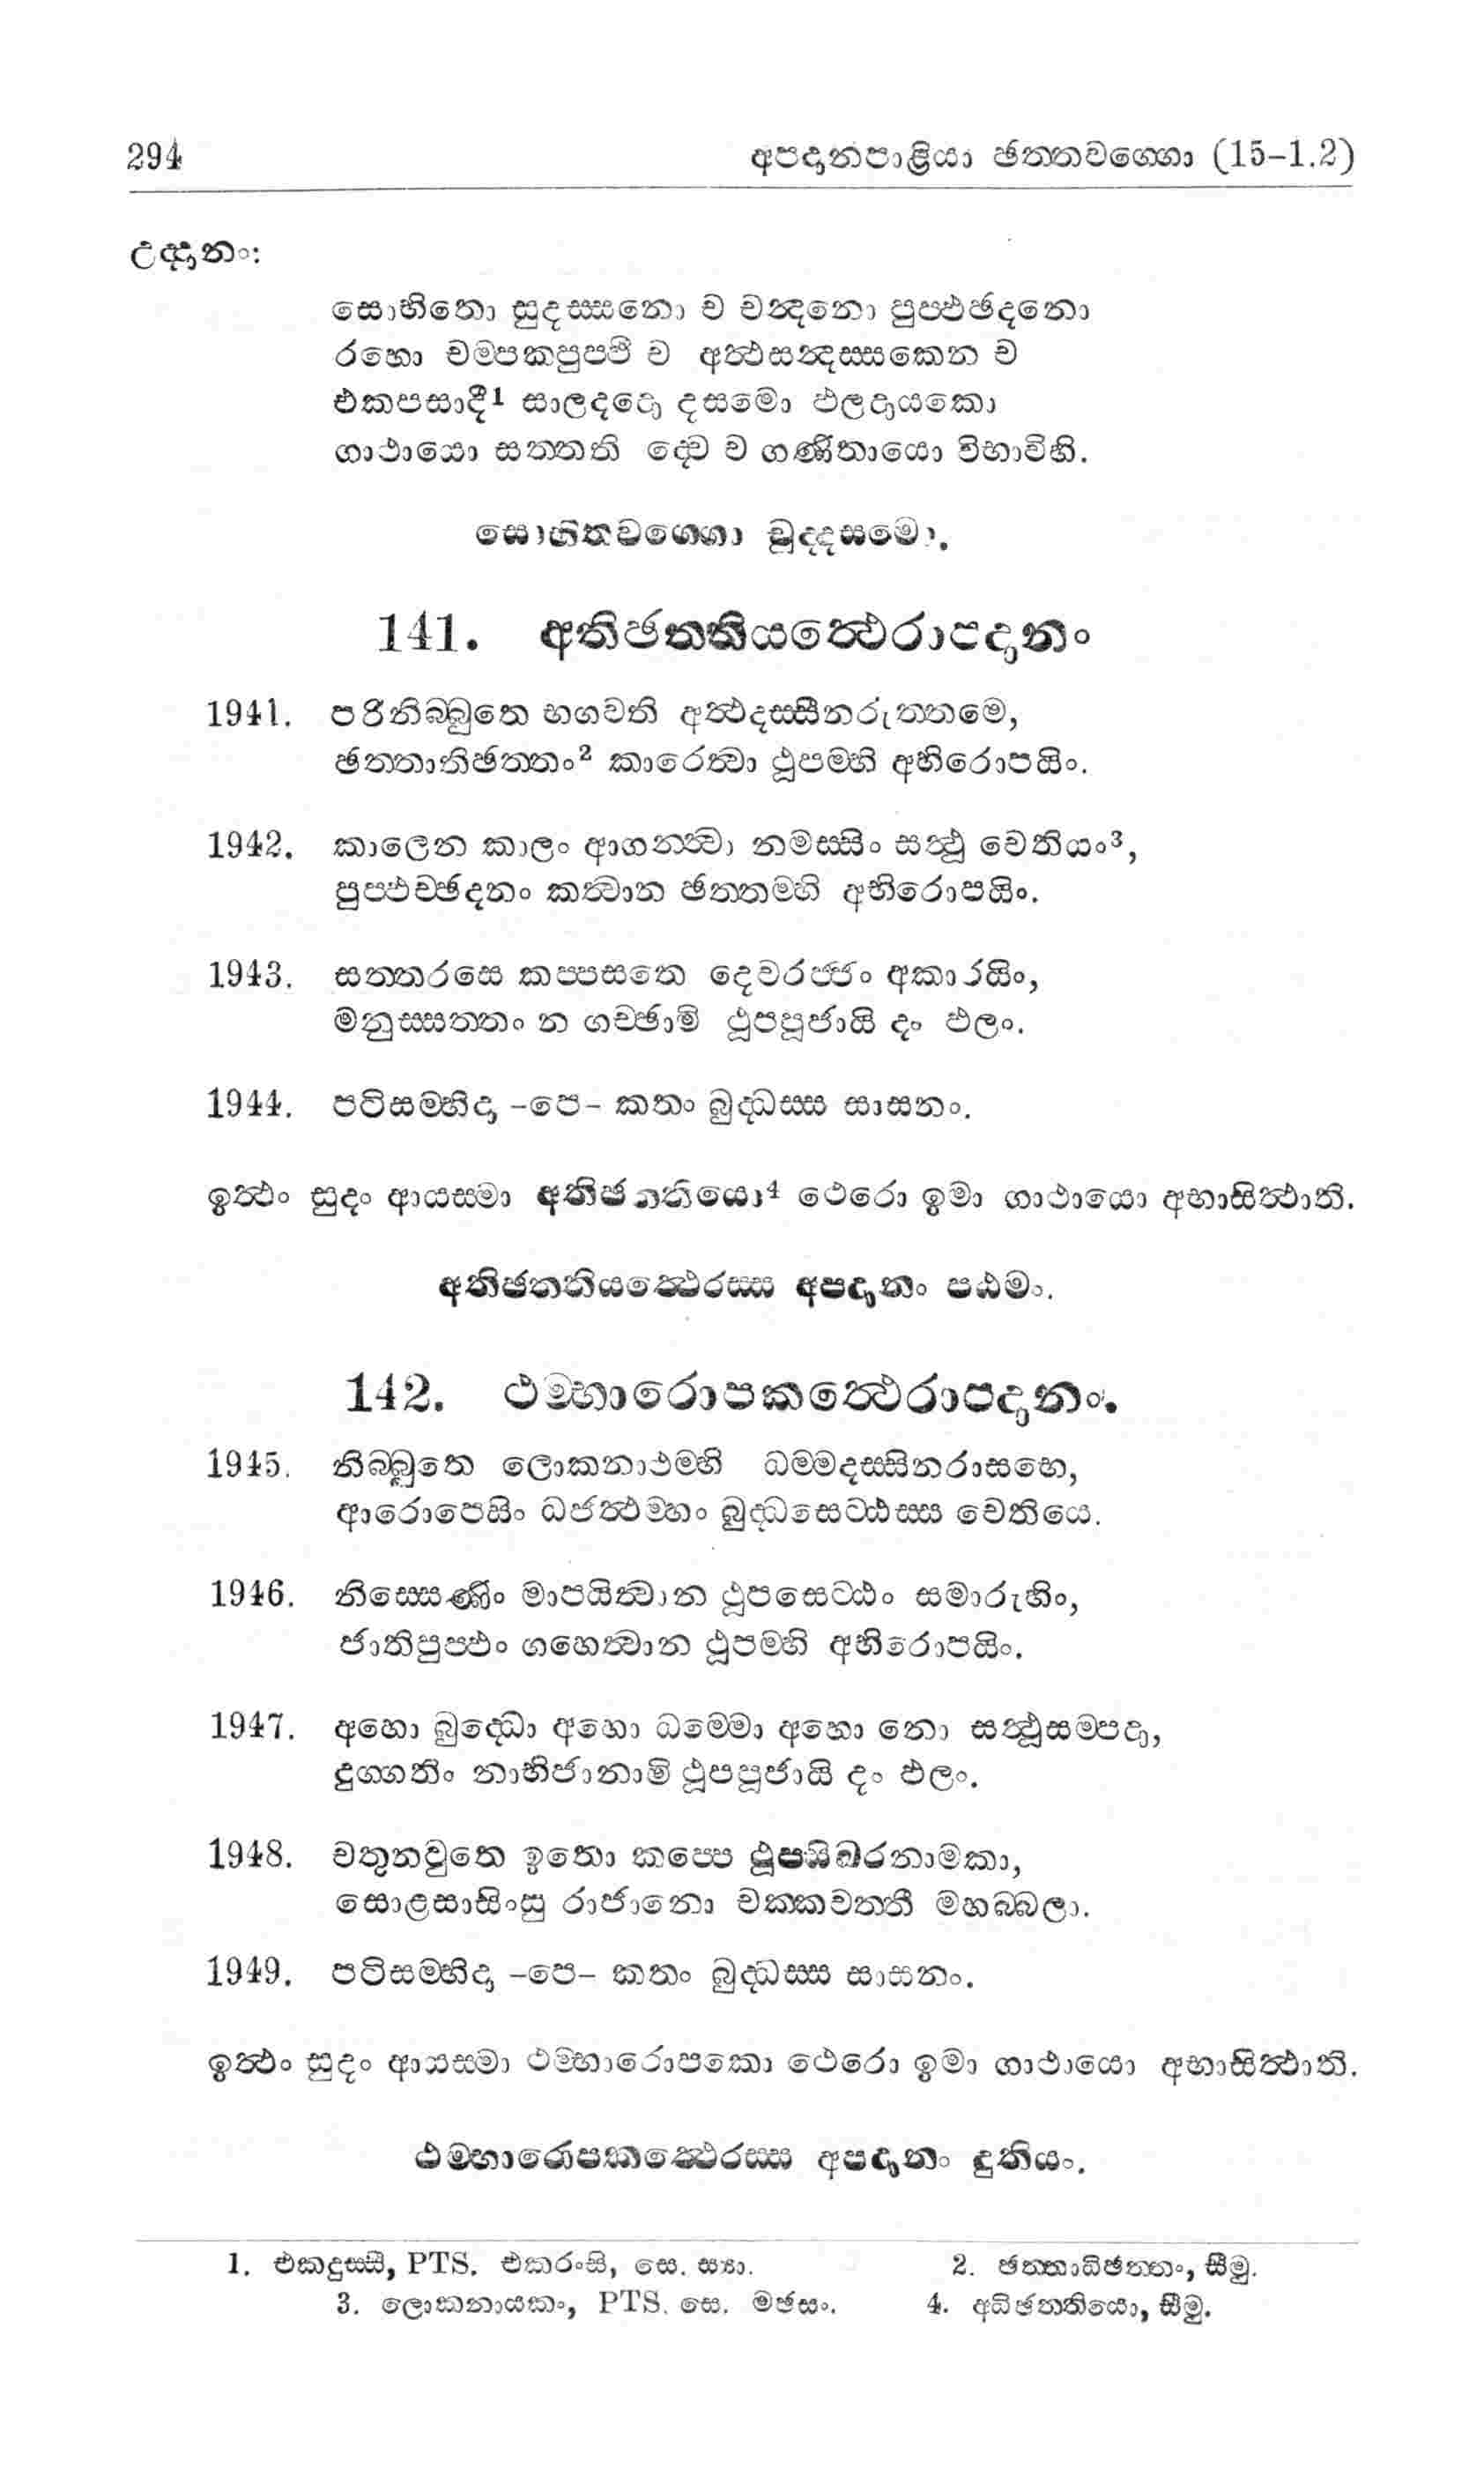 294 අපදානපාළියා ඡත්තවග්ගො (15–1.2)
උද්දානං:
සොභිතො සුදස්සනො ච චන්දනො පුප්ඵඡදනො
රහො චම්පකපුප්ඵි ච අත්ථසන්දස්සකෙන ච
එකපසාදී1 සාලදදො දසමො ඵලදායකො
ගාථායො සත්තති ද්වෙ ච ගණිතායො විභාවිහි.
සොභිතවග්ගො චුද්දසමො.
141. අතිඡත්තියත්ථෙරාපදානං
1941. පරිනිබ්බුතෙ භගවති අත්ථදස්සීනරුත්තමෙ,
ඡත්තාතිඡත්තං2 කාරෙත්වා ථූපම්හි අභිරොපයිං.
1942. කාලෙන කාලං ආගන්ත්වා නමස්සිං සත්ථු චෙතියං3,
පුප්ඵච්ඡදනං කත්වාන ඡත්තම්හි අභිරොපයිං.
1943. සත්තරසෙ කප්පසතෙ දෙවරජ්ජං අකාරයිං,
මනුස්සත්තං න ගච්ඡාමි ථූපපූජායි දං ඵලං.
1944. පටිසම්භිදා –පෙ– කතං බුද්ධස්ස සාසනං.
ඉත්ථං සුදං ආයස්මා අතිඡත්තියො4 ථෙරො ඉමා ගාථායො අභාසිත්ථාති.
අතිඡත්තියත්ථෙරස්ස අපදානං පඨමං.
142. ථම්භාරොපකත්ථෙරාපදානං.
1945. නිබ්බුතෙ ලොකනාථම්හි ධම්මදස්සිනරාසභෙ,
ආරොපෙසිං ධජත්ථම්භං බුද්ධසෙට්ඨස්ස චෙතියෙ.
1946. නිස්සෙණිං මාපයිත්වාන ථූපසෙට්ඨං සමාරුහිං,
ජාතිපුප්ඵං ගහෙත්වාන ථූපම්හි අභිරොපයිං.
1947. අහො බුද්ධො අහො ධම්මො අහො නො සත්ථුසම්පදා,
දුග්ගතිං නාභිජානාමි ථූපපූජායි දං ඵලං.
1948. චතුනවුතෙ ඉතො කප්පෙ ථූපසිඛරනාමකා,
සොළසාසිංසු රාජානො චක්කවත්තී මහබ්බලා.
1949. පටිසම්භිදා –පෙ– කතං බුද්ධස්ස සාසනං.
ඉත්ථං සුදං ආයස්මා ථම්භාරොපකො ථෙරො ඉමා ගාථායො අභාසිත්ථාති.
ථම්භාරොපකත්ථෙරස්ස අපදානං දුතියං.
1. එකදුස්සී, PTS. එකරංසි, සෙ. ස්‍යා. 2. ඡත්තාධිඡත්තං, සීමු.
3. ලොකනායකං, PTS. සෙ. මඡසං. 4. අධිඡත්තියො, සීමු.